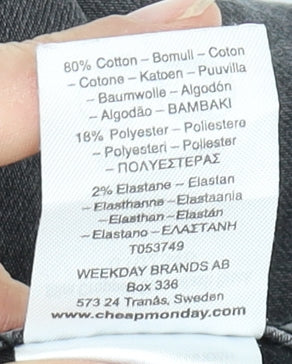 80% Cotton – Bomull – Coton
– Cotone – Katoen – Puuvilla
– Baumwolle – Algodón
– Algodão – BAMBAKI
18% Polyester – Poliestere
– Polyesteri – Poliester
– ΠΟΛΥΕΣΤΕΡΑΣ
2% Elastane – Elastan
– Elasthanne – Elastaania
– Elasthan – Elastán
– Elastano – ΕΛΑΣΤΑΝΗ
T053749
WEEKDAY BRANDS AB
Box 336
573 24 Tranås, Sweden
www.cheapmonday.com